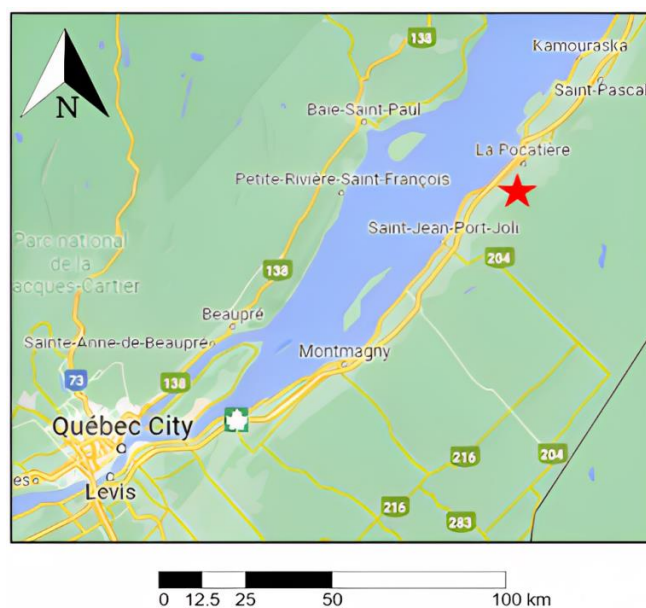 138
Kamouraska
N
Saint-Pascal
Baie-Saint-Paul
La Pocatière
Petite-Rivière-Saint-François
Saint-Jean-Port-Joli
Parc national
de la
acques-Cartier
204
138
Beaupré
Sainte-Anne-de-Beaupré
Montmagny
73
138
Québec City
216
204
es
Levis
216
283
0 12.5 25 50 100 km